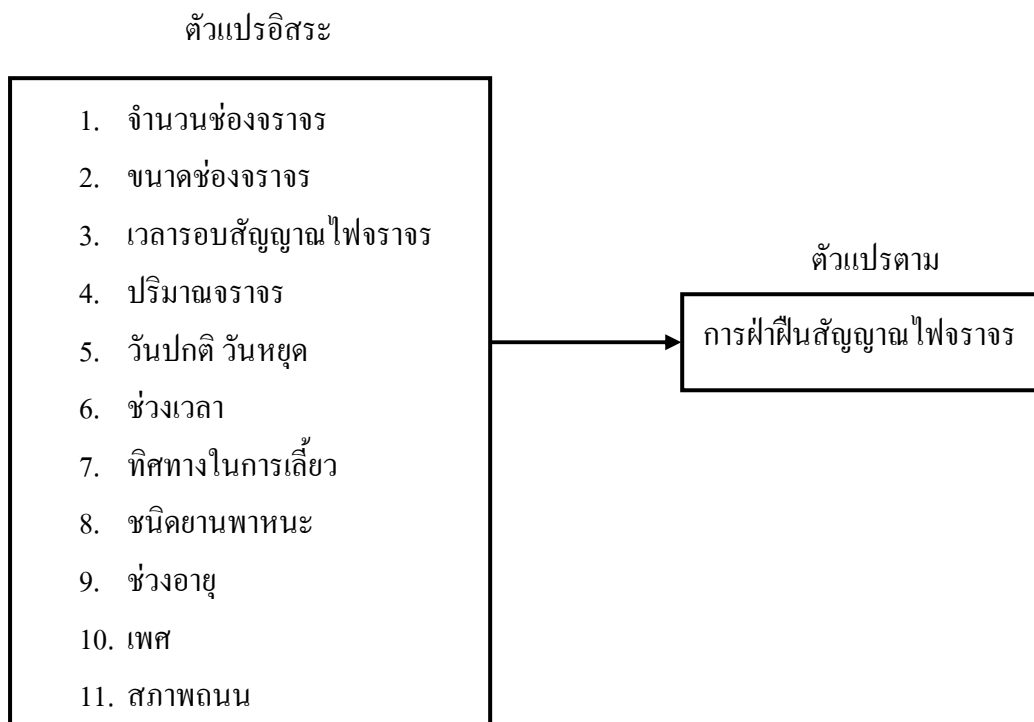 ตัวแปรอิสระ
1. จำนวนช่องจราจร
2. ขนาดช่องจราจร
3. เวลารอบสัญญาณไฟจราจร
4. ปริมาณจราจร
5. วันปกติ วันหยุด
6. ช่วงเวลา
7. ทิศทางในการเลี้ยว
8. ชนิดยานพาหนะ
9. ช่วงอายุ
10. เพศ
11. สภาพถนน
ตัวแปรตาม
การฝ่าฝืนสัญญาณไฟจราจร